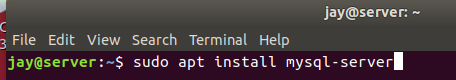 jay@server: ~
File Edit View Search Terminal Help
jay@server:~$ sudo apt install mysql-server